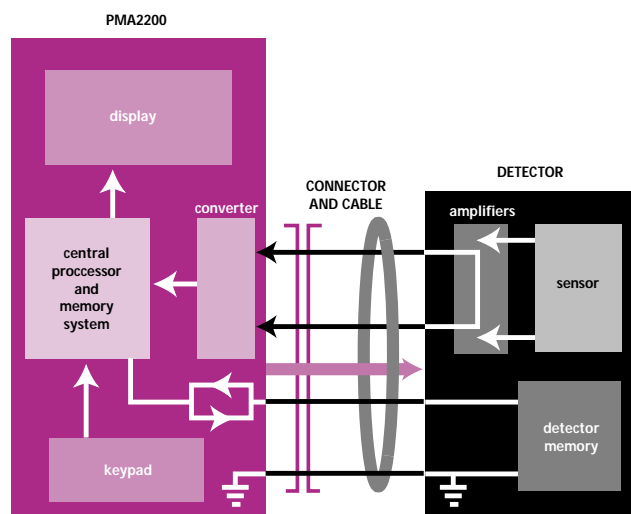 PMA2200
display
DETECTOR
CONNECTOR
AND CABLE
converter
amplifiers
central
proccessor
and
memory
system
sensor
detector
memory
keypad